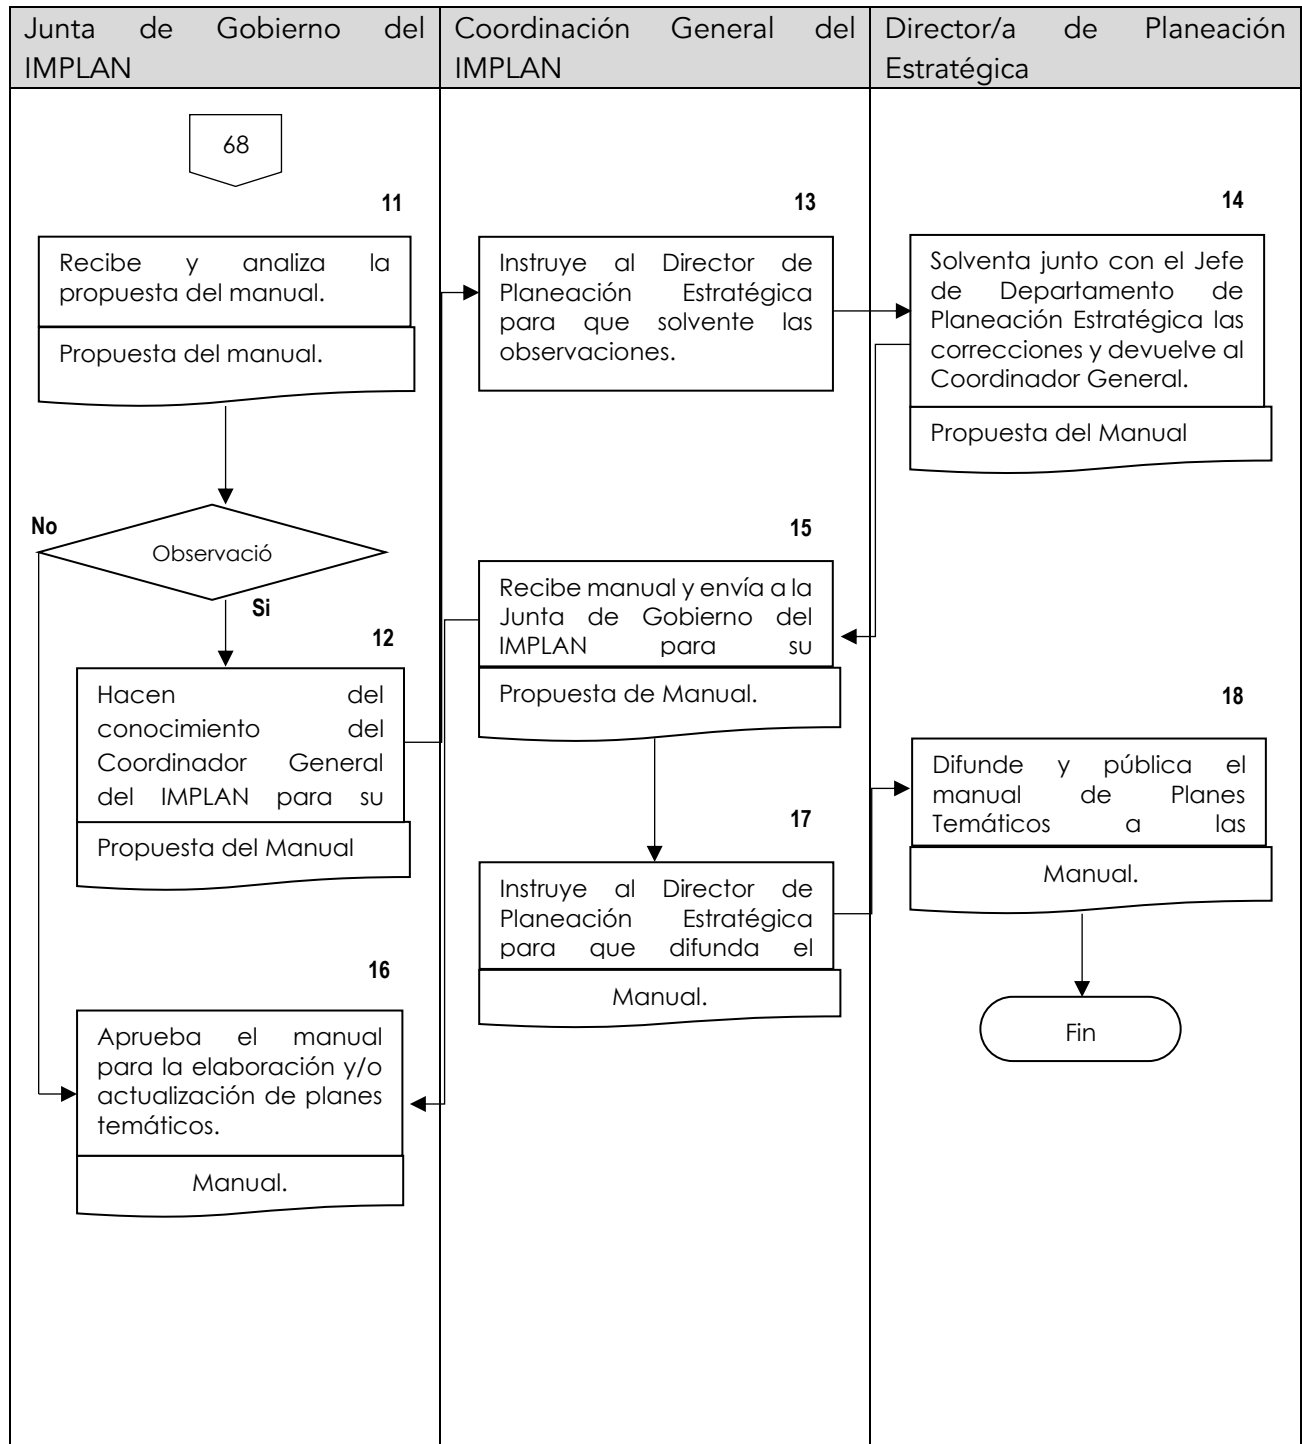 Junta de Gobierno del
IMPLAN
Coordinación General del
IMPLAN
Director/a de Planeación
Estratégica
68
11
Recibe y analiza la
propuesta del manual.
Propuesta del manual.
No
Observació
Si
12
Hacen del
conocimiento del
Coordinador General
del IMPLAN para su
Propuesta del Manual
16
Aprueba el manual
para la elaboración y/o
actualización de planes
temáticos.
Manual.
13
Instruye al Director de
Planeación Estratégica
para que solvente las
observaciones.
15
Recibe manual y envía a la
Junta de Gobierno del
IMPLAN para su
Propuesta de Manual.
17
Instruye al Director de
Planeación Estratégica
para que difunda el
Manual.
14
Solventa junto con el Jefe
de Departamento de
Planeación Estratégica las
correcciones y devuelve al
Coordinador General.
Propuesta del Manual
18
Difunde y pública el
manual de Planes
Temáticos a las
Manual.
Fin